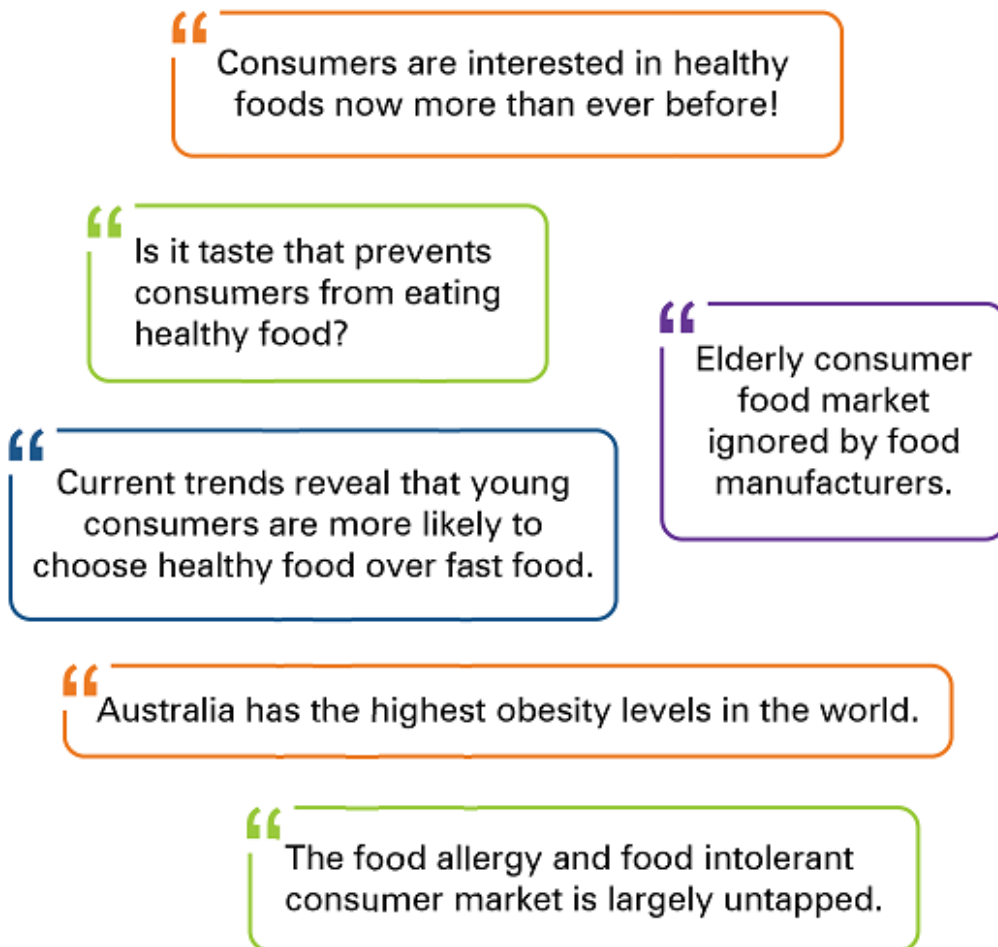 Consumers are interested in healthy
foods now more than ever before!
Is it taste that prevents
consumers from eating
healthy food?
Elderly consumer
food market
ignored by food
manufacturers.
Current trends reveal that young
consumers are more likely to
choose healthy food over fast food.
Australia has the highest obesity levels in the world.
The food allergy and food intolerant
consumer market is largely untapped.